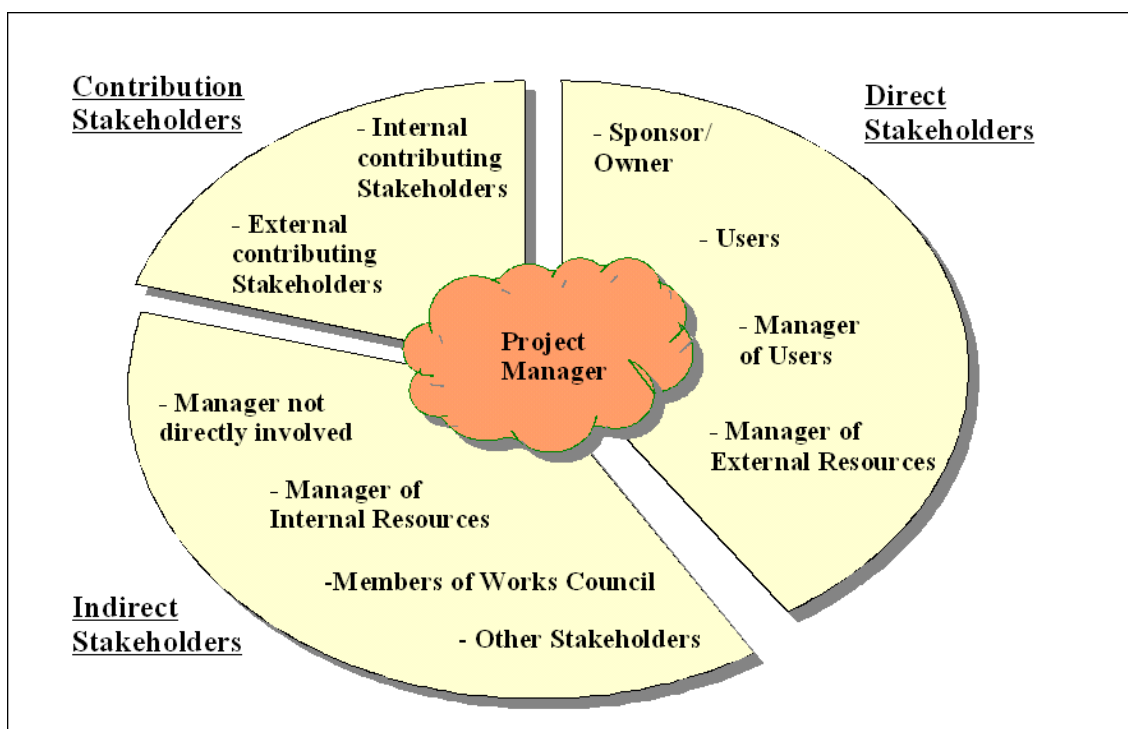 Contribution
Stakeholders
- Internal
contributing
Stakeholders
- External
contributing
Stakeholders
Direct
Stakeholders
- Sponsor/
Owner
- Users
- Manager
of Users
- Manager of
External Resources
Project
Manager
Indirect
Stakeholders
- Manager not
directly involved
- Manager of
Internal Resources
-Members of Works Council
- Other Stakeholders